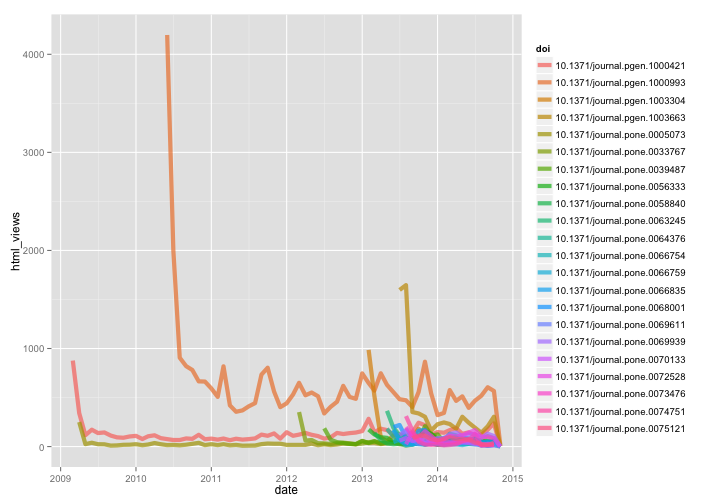 4000
3000
2000
1000
0
html_views
2009
2010
2011
2012
2013
2014
2015
date
doi
10.1371/journal.pgen.1000421
10.1371/journal.pgen.1000993
10.1371/journal.pgen.1003304
10.1371/journal.pgen.1003663
10.1371/journal.pone.0005073
10.1371/journal.pone.0033767
10.1371/journal.pone.0039487
10.1371/journal.pone.0056333
10.1371/journal.pone.0058840
10.1371/journal.pone.0063245
10.1371/journal.pone.0064376
10.1371/journal.pone.0066754
10.1371/journal.pone.0066759
10.1371/journal.pone.0066835
10.1371/journal.pone.0068001
10.1371/journal.pone.0069611
10.1371/journal.pone.0069939
10.1371/journal.pone.0070133
10.1371/journal.pone.0072528
10.1371/journal.pone.0073476
10.1371/journal.pone.0074751
10.1371/journal.pone.0075121